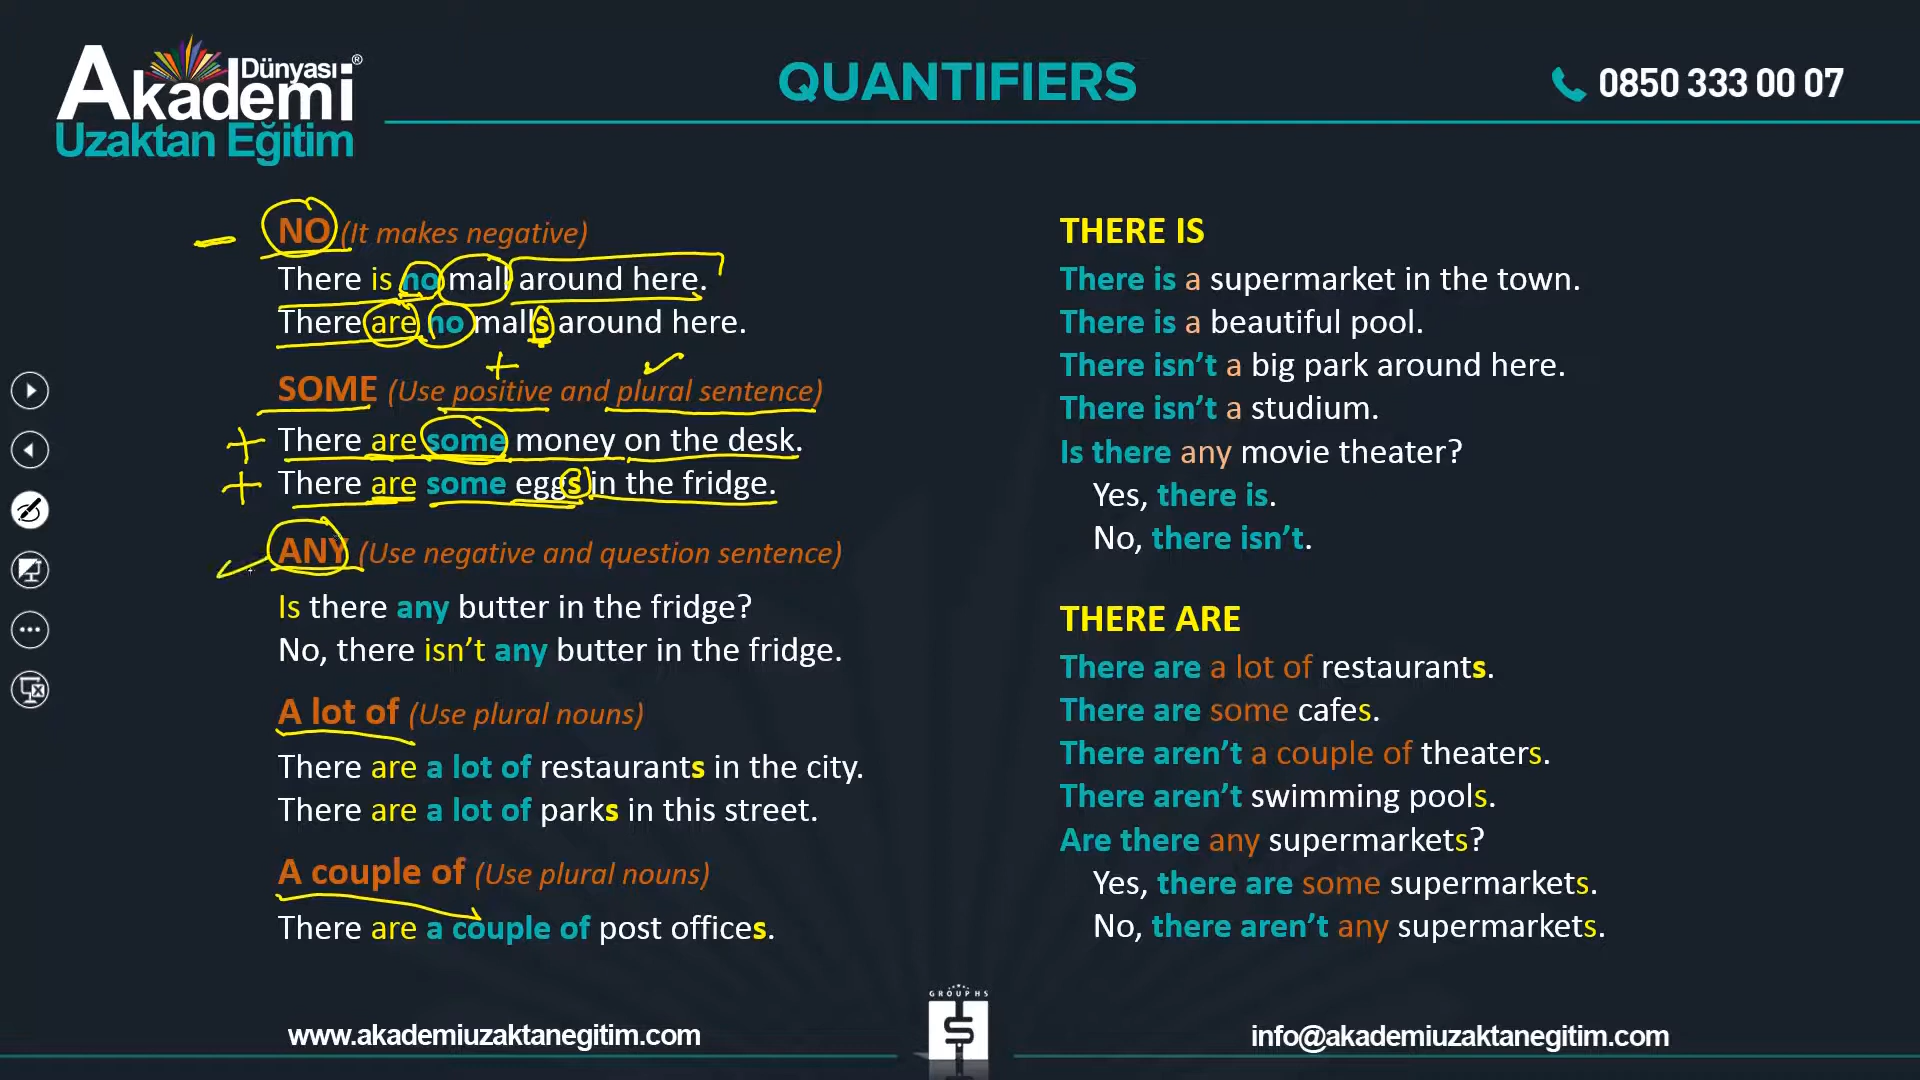 Akademi Dünyası®
Uzaktan Eğitim
QUANTIFIERS
0850 333 00 07
NO (It makes negative)
There is no mall around here.
There are no malls around here.
SOME (Use positive and plural sentence)
There are some money on the desk.
There are some eggs in the fridge.
ANY (Use negative and question sentence)
Is there any butter in the fridge?
No, there isn't any butter in the fridge.
A lot of (Use plural nouns)
There are a lot of restaurants in the city.
There are a lot of parks in this street.
A couple of (Use plural nouns)
There are a couple of post offices.
THERE IS
There is a supermarket in the town.
There is a beautiful pool.
There isn't a big park around here.
There isn't a studium.
Is there any movie theater?
Yes, there is.
No, there isn't.
THERE ARE
There are a lot of restaurants.
There are some cafes.
There aren't a couple of theaters.
There aren't swimming pools.
Are there any supermarkets?
Yes, there are some supermarkets.
No, there aren't any supermarkets.
www.akademiuzaktanegitim.com
GROUPHS
info@akademiuzaktanegitim.com